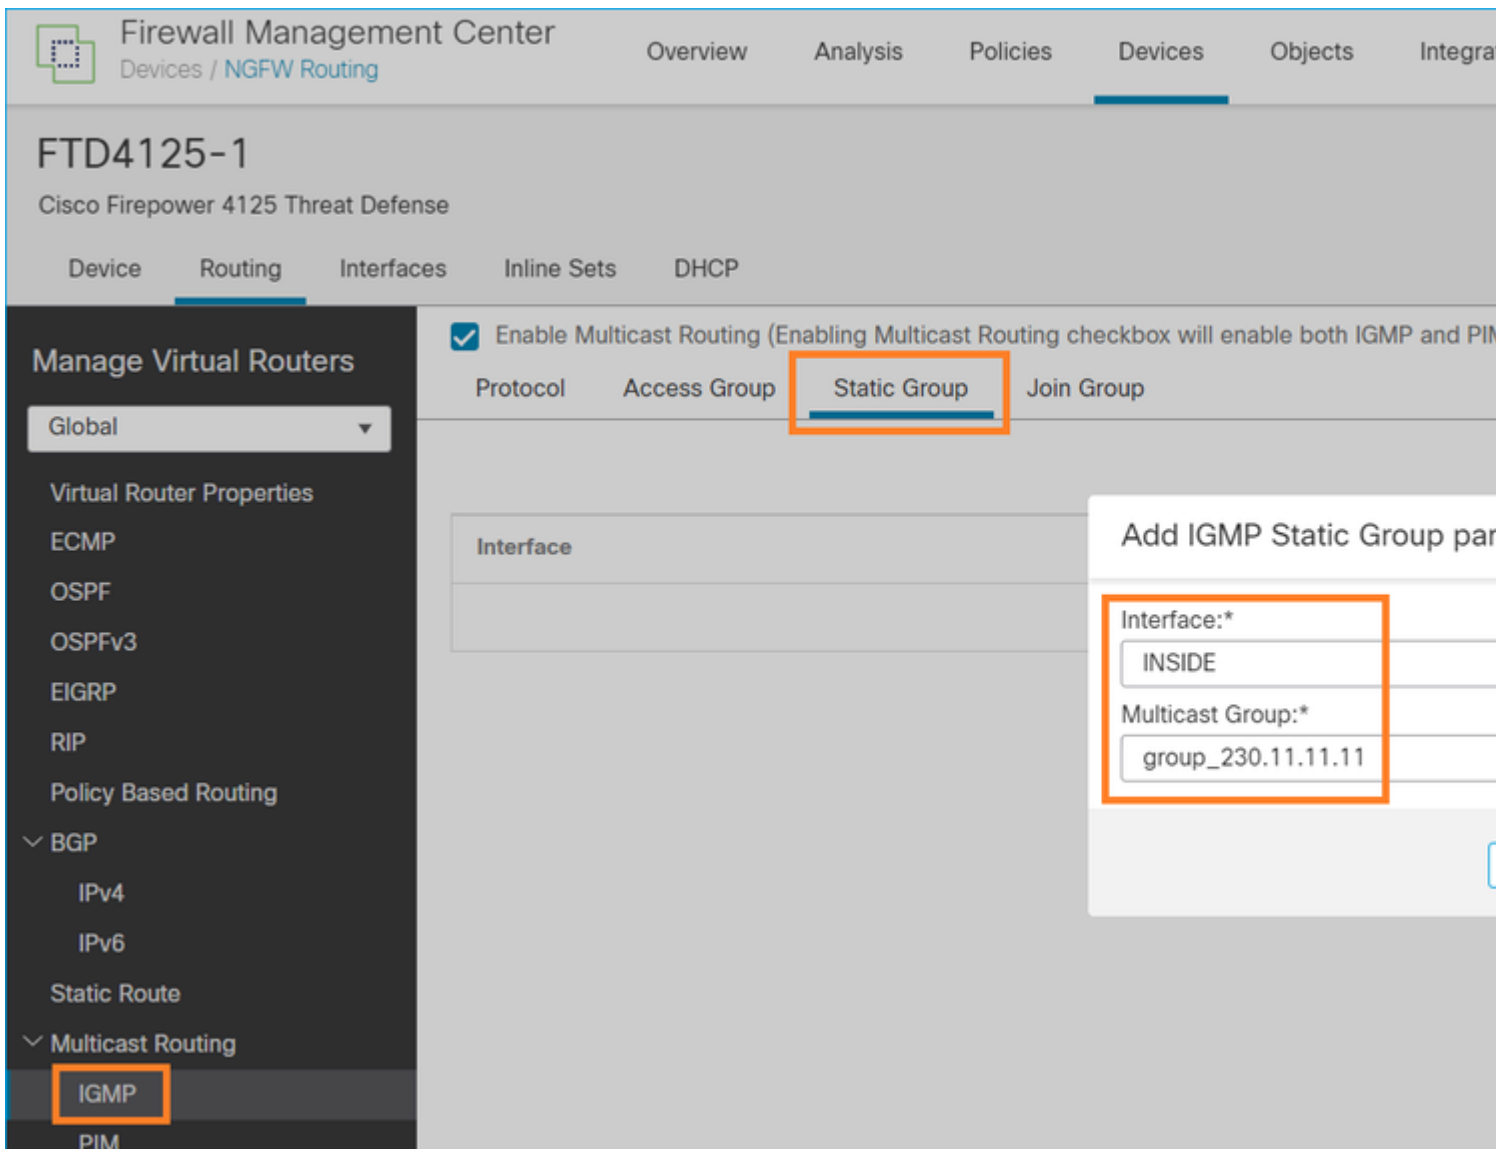 Firewall Management Center
Devices / NGFW Routing
Overview Analysis Policies Devices Objects
FTD4125-1
Cisco Firepower 4125 Threat Defense
Device Routing Interfaces Inline Sets DHCP
Manage Virtual Routers
Global
Virtual Router Properties
ECMP
OSPF
OSPFv3
EIGRP
RIP
Policy Based Routing
BGP
IPv4
IPv6
Static Route
Multicast Routing
IGMP
PIM
Enable Multicast Routing (Enabling Multicast Routing checkbox will enable both IGMP and PIM
Protocol Access Group Static Group Join Group
Interface
Add IGMP Static Group
Interface:*
INSIDE
Multicast Group:*
group_230.11.11.11